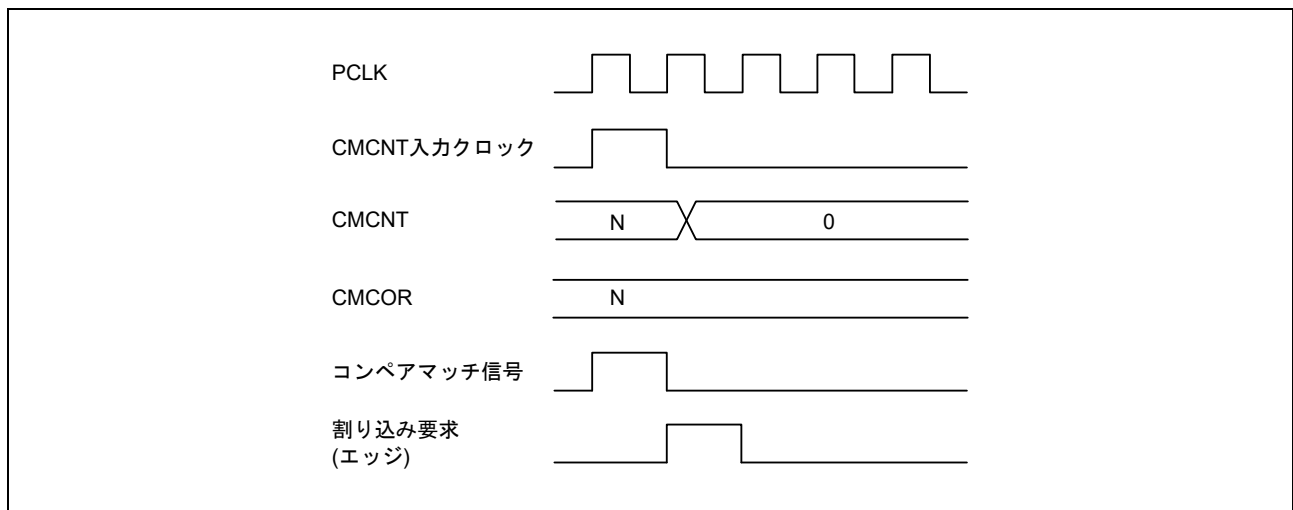 PCLK
CMCNT入力クロック
CMCNT N 0
CMCOR N
コンペアマッチ信号
割り込み要求
(エッジ)